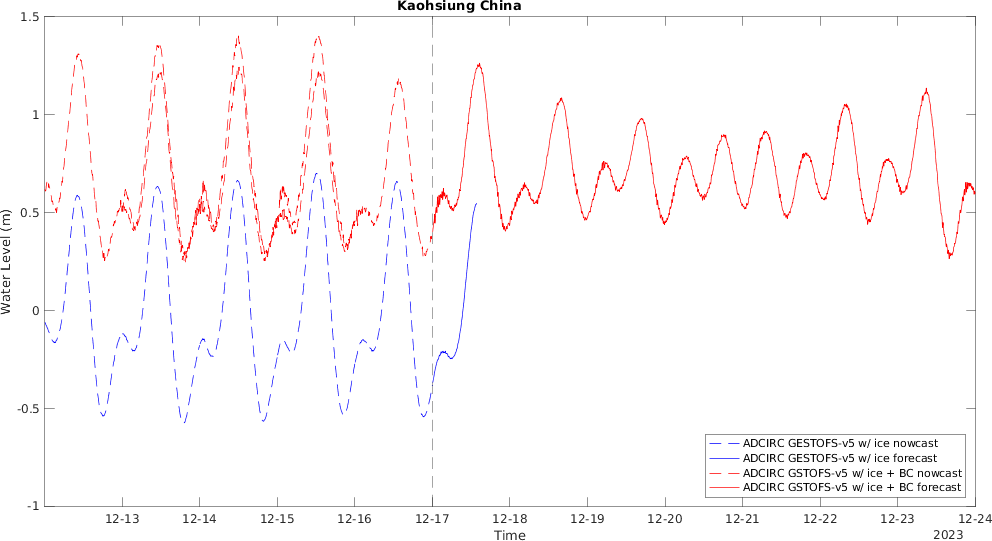 Kaohsiung China
1.5
1
0.5
0
-0.5
-1
Water Level (m)
12-13 12-14 12-15 12-16 12-17 12-18 12-19 12-20 12-21 12-22 12-23 12-24
Time
2023
ADCIRC GESTOFS-v5 w/ ice nowcast
ADCIRC GESTOFS-v5 w/ ice forecast
ADCIRC GSTOFS-v5 w/ ice + BC nowcast
ADCIRC GSTOFS-v5 w/ ice + BC forecast